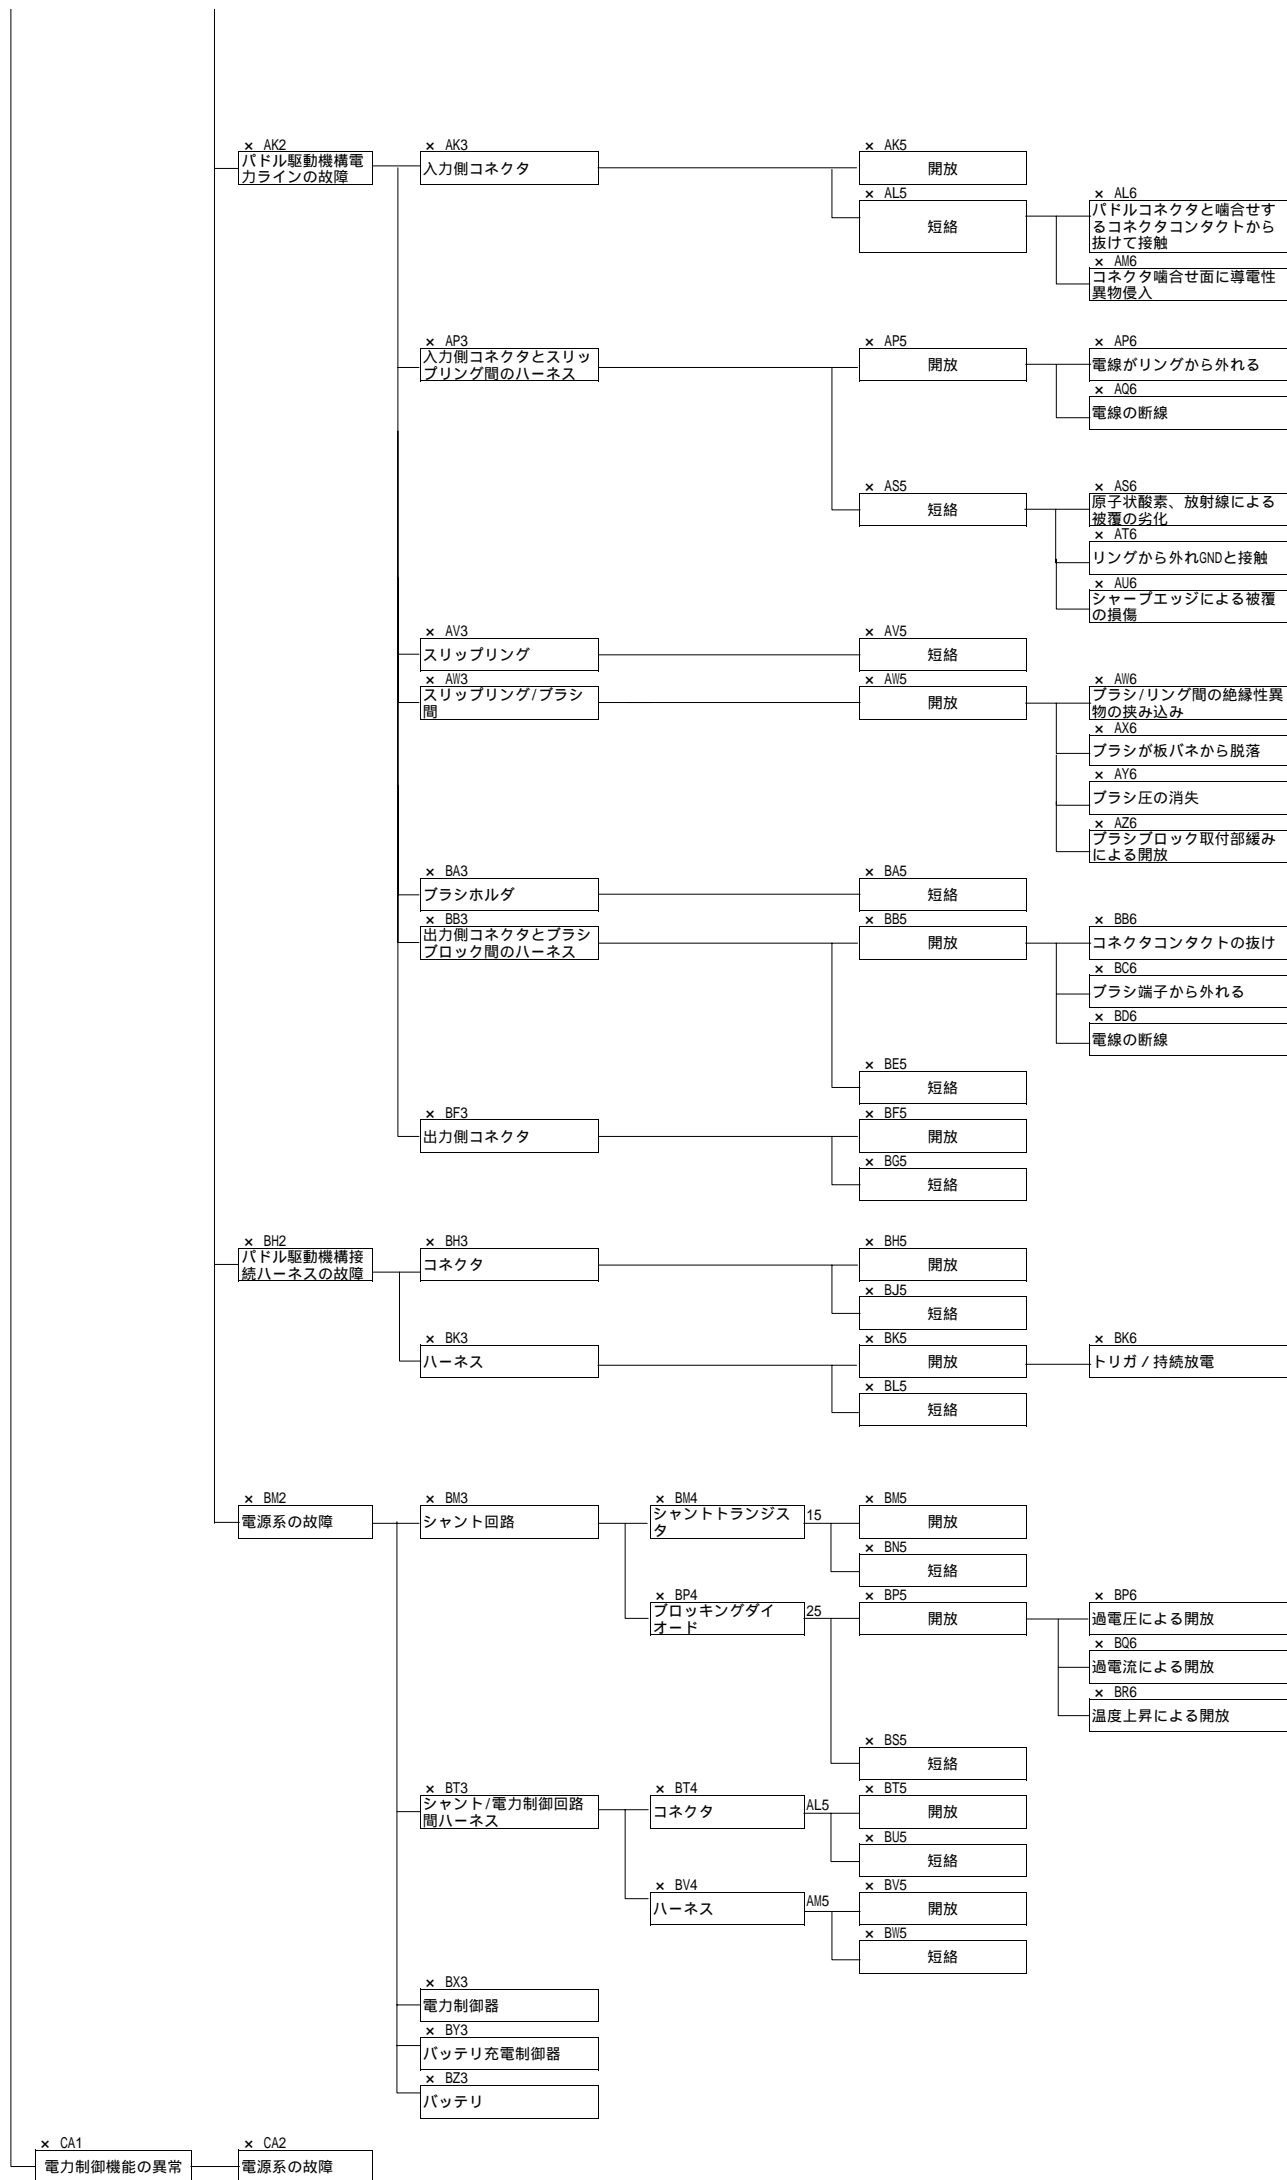 × AK2
パドル駆動機構電
力ラインの故障
× AK3
入力側コネクタ
× AK5
開放
× AL5
短絡
× AL6
パドルコネクタと噛合せす
るコネクタコンタクトから
抜けて接触
× AM6
コネクタ噛合せ面に導電性
異物侵入
× AP3
入力側コネクタとスリッ
プリング間のハーネス
× AP5
開放
× AP6
電線がリングから外れる
× AQ6
電線の断線
× AS5
短絡
× AS6
原子状酸素、放射線による
被覆の劣化
× AT6
リングから外れGNDと接触
× AU6
シャープエッジによる被覆
の損傷
× AV3
スリップリング
× AV5
短絡
× AW3
スリップリング/ブラシ
間
× AW5
開放
× AW6
ブラシ/リング間の絶縁性異
物の挟み込み
× AX6
ブラシが板バネから脱落
× AY6
ブラシ圧の消失
× AZ6
ブラシブロック取付部緩み
による開放
× BA3
ブラシホルダ
× BA5
短絡
× BB3
出力側コネクタとブラシ
ブロック間のハーネス
× BB5
開放
× BB6
コネクタコンタクトの抜け
× BC6
ブラシ端子から外れる
× BD6
電線の断線
× BE5
短絡
× BF3
出力側コネクタ
× BF5
開放
× BG5
短絡
× BH2
パドル駆動機構接
続ハーネスの故障
× BH3
コネクタ
× BH5
開放
× BJ5
短絡
× BK3
ハーネス
× BK5
開放
× BK6
トリガ/持続放電
× BL5
短絡
× BM2
電源系の故障
× BM3
シャント回路
× BM4
シャントトランジス
タ
15
× BM5
開放
× BN5
短絡
× BP4
ブロッキングダイ
オード
25
× BP5
開放
× BP6
過電圧による開放
× BQ6
過電流による開放
× BR6
温度上昇による開放
× BS5
短絡
× BT3
シャント/電力制御回路
間ハーネス
× BT4
コネクタ
AL5
× BT5
開放
× BU5
短絡
× BV4
ハーネス
AM5
× BV5
開放
× BW5
短絡
× BX3
電力制御器
× BY3
バッテリ充電制御器
× BZ3
バッテリ
× CA1
電力制御機能の異常
× CA2
電源系の故障